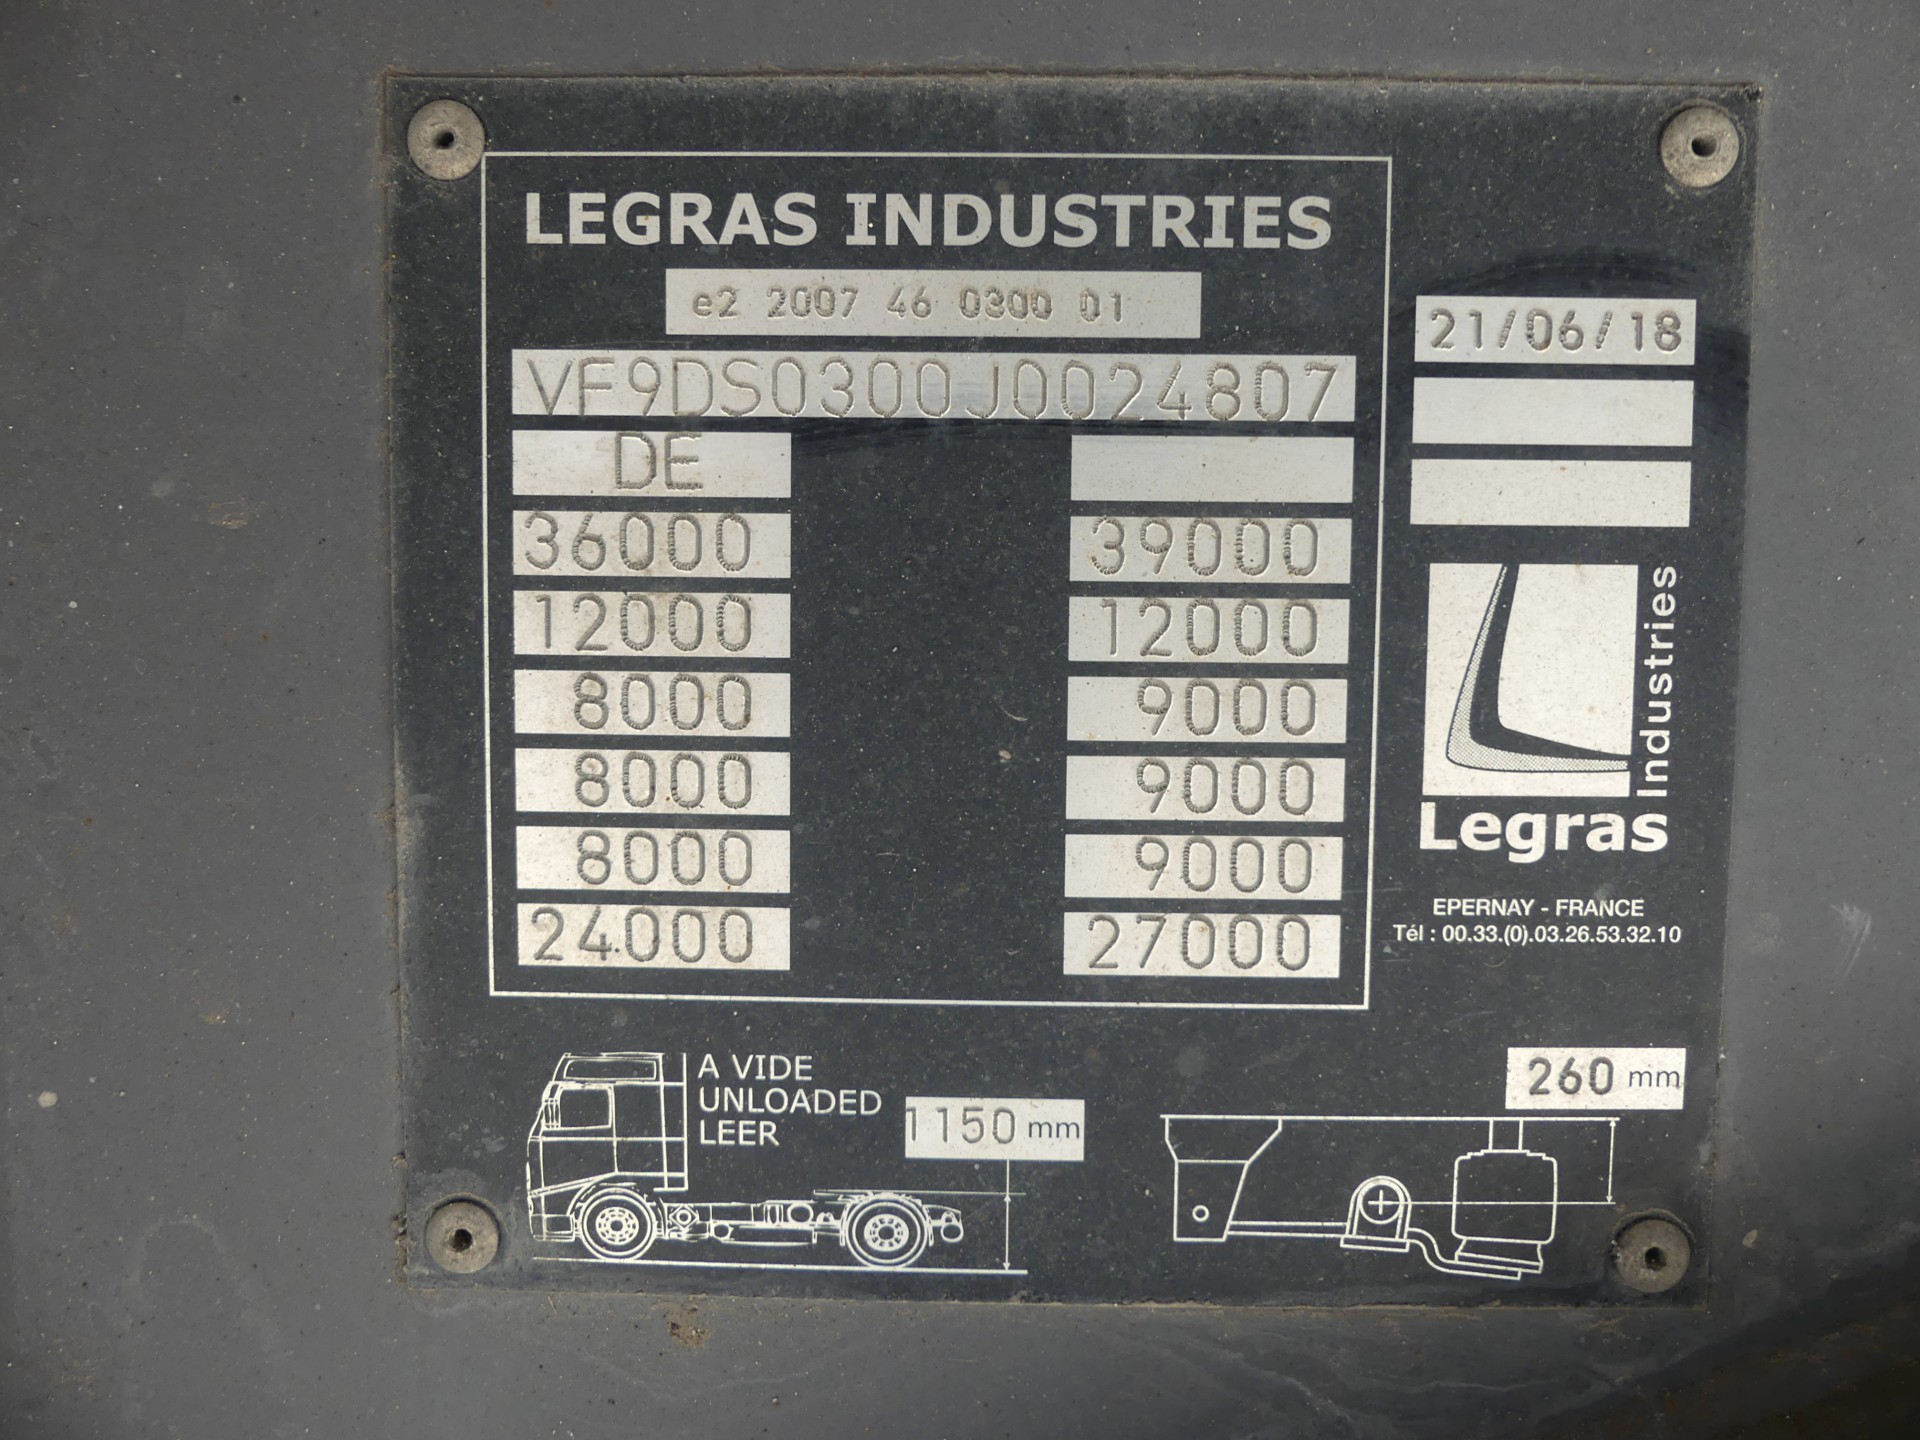 LEGRAS INDUSTRIES
e2 2007 46 0300 01
VF9DS0300J0024807
DE
36000 39000
12000 12000
8000 9000
8000 9000
8000 9000
24000 27000
21/06/18
Industries
Legras
EPERNAY - FRANCE
Tél : 00.33.(0).03.26.53.32.10
A VIDE
UNLOADED
LEER
1150 mm
260 mm